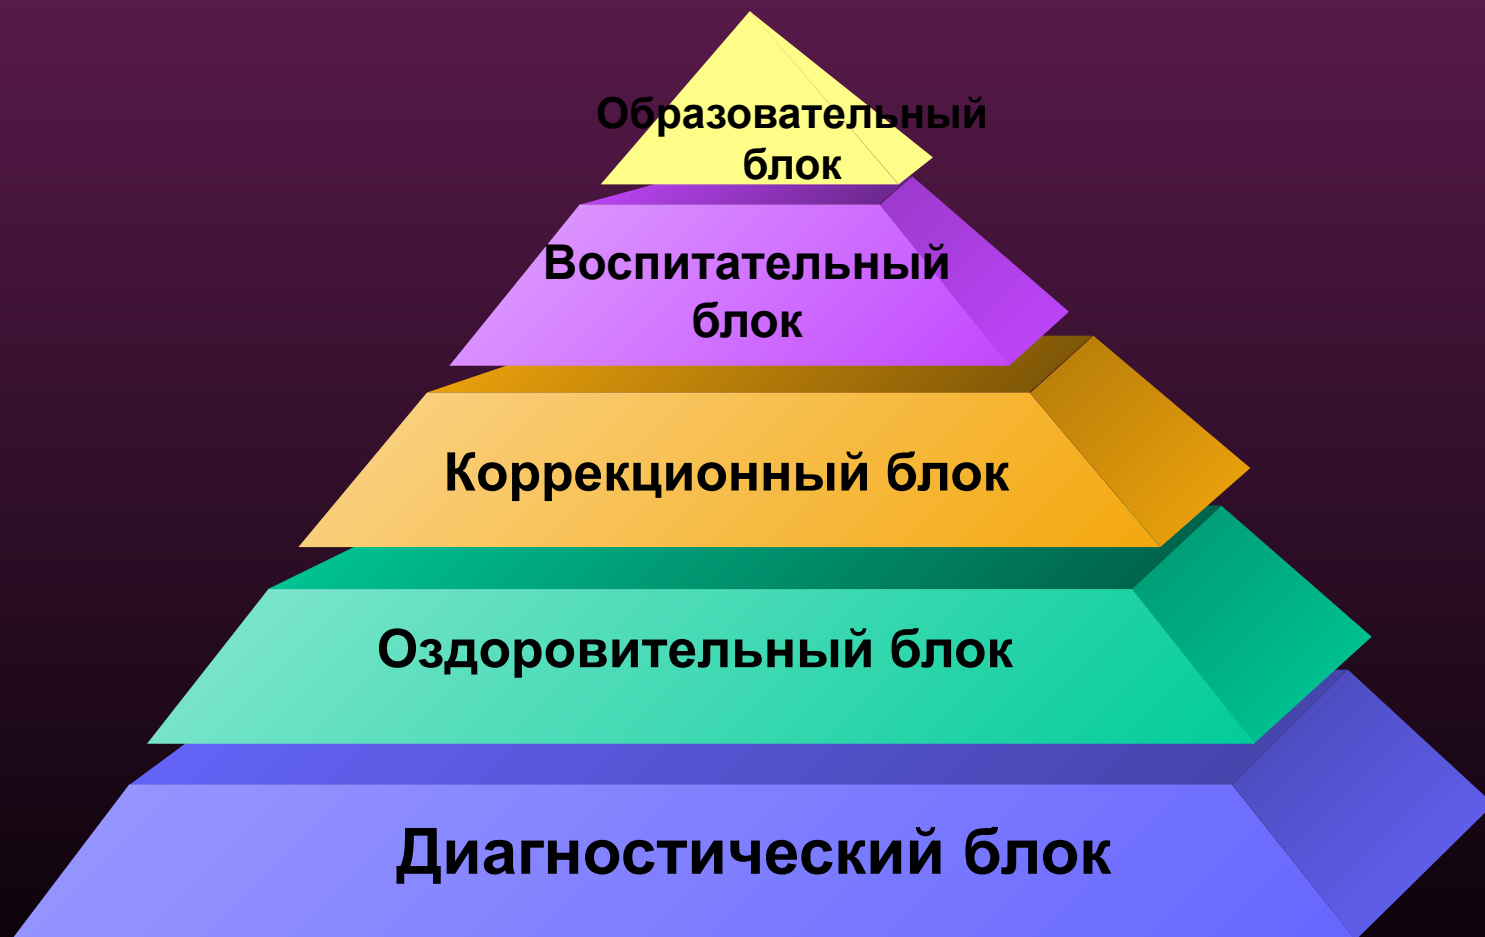 Образовательный
блок
Воспитательный
блок
Коррекционный блок
Оздоровительный блок
Диагностический блок